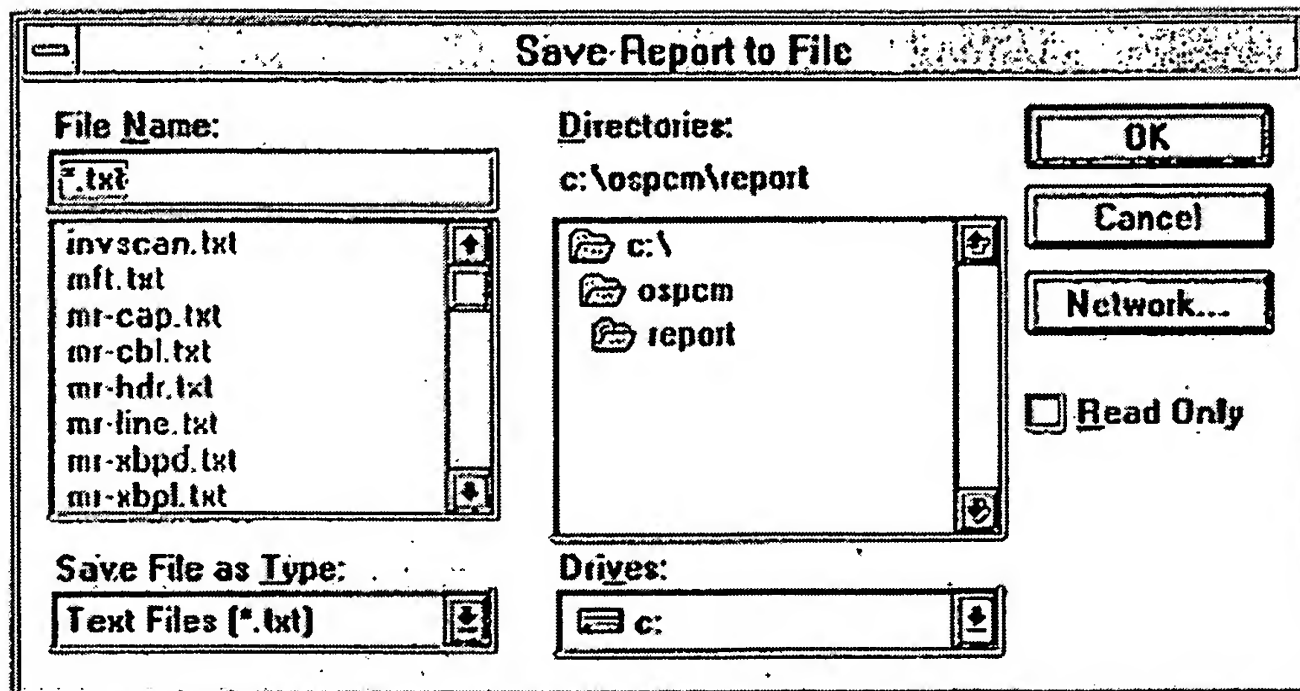 Save Report to File
File Name:
*.txt
invscan.txt
mft.txt
mr-cap.txt
mr-cbl.txt
mr-hdr.txt
mr-line.txt
mr-xbpd.txt
mr-xbpl.txt
Save File as Type:
Text Files (*.txt)
Directories:
c:\ospcm\report
c:\
ospcm
report
Drives:
c:
OK
Cancel
Network...
Read Only